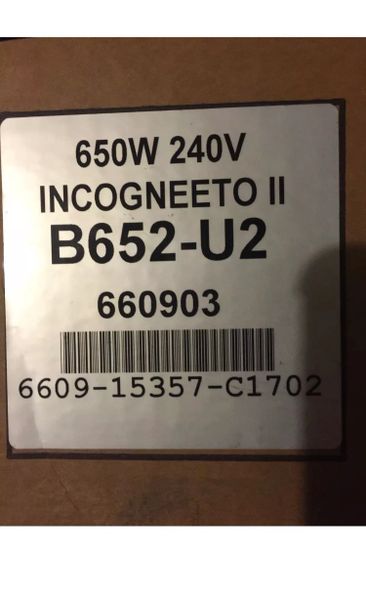 650W 240V
INCOGNEETO II
B652-U2
660903
6609-15357-C1702